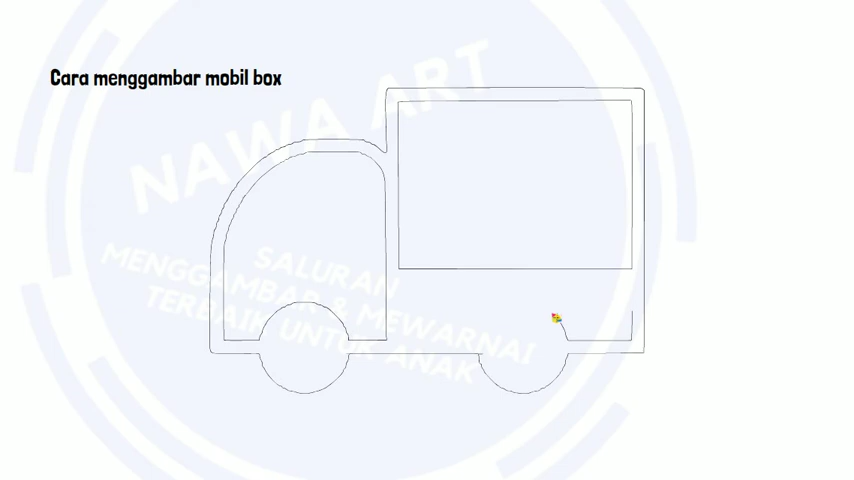 Cara menggambar mobil box
NAWA ART
SALURAN
MENGGAMBAR & MEWARNAI
TERBAIK UNTUK ANAK